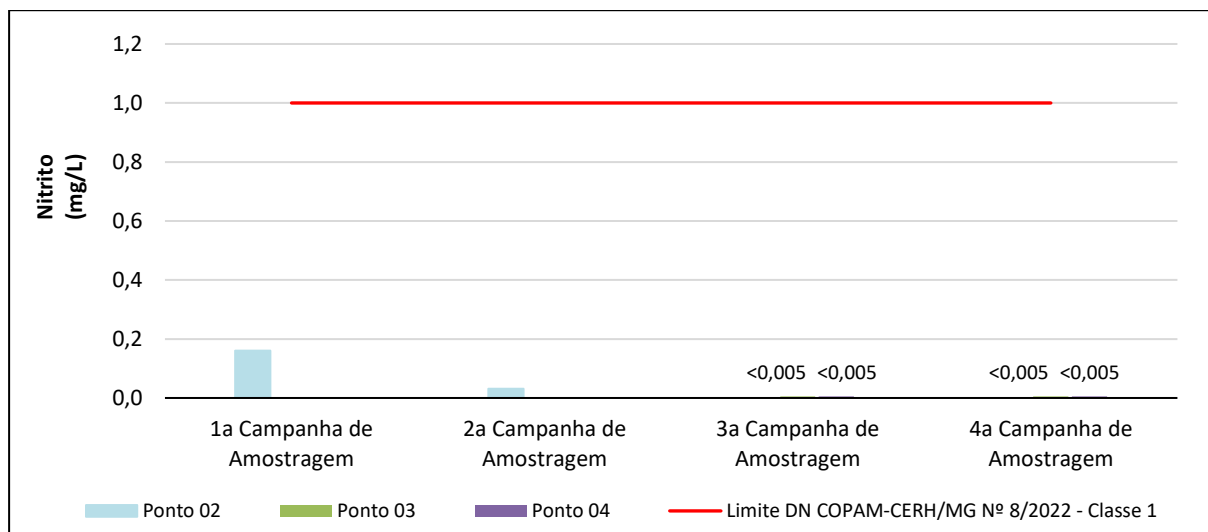 Nitrito
(mg/L)
1,2
1,0
0,8
0,6
0,4
0,2
0,0
<0,005 <0,005 <0,005 <0,005
1a Campanha de
Amostragem
2a Campanha de
Amostragem
3a Campanha de
Amostragem
4a Campanha de
Amostragem
Ponto 02 Ponto 03 Ponto 04 Limite DN COPAM-CERH/MG Nº 8/2022 - Classe 1